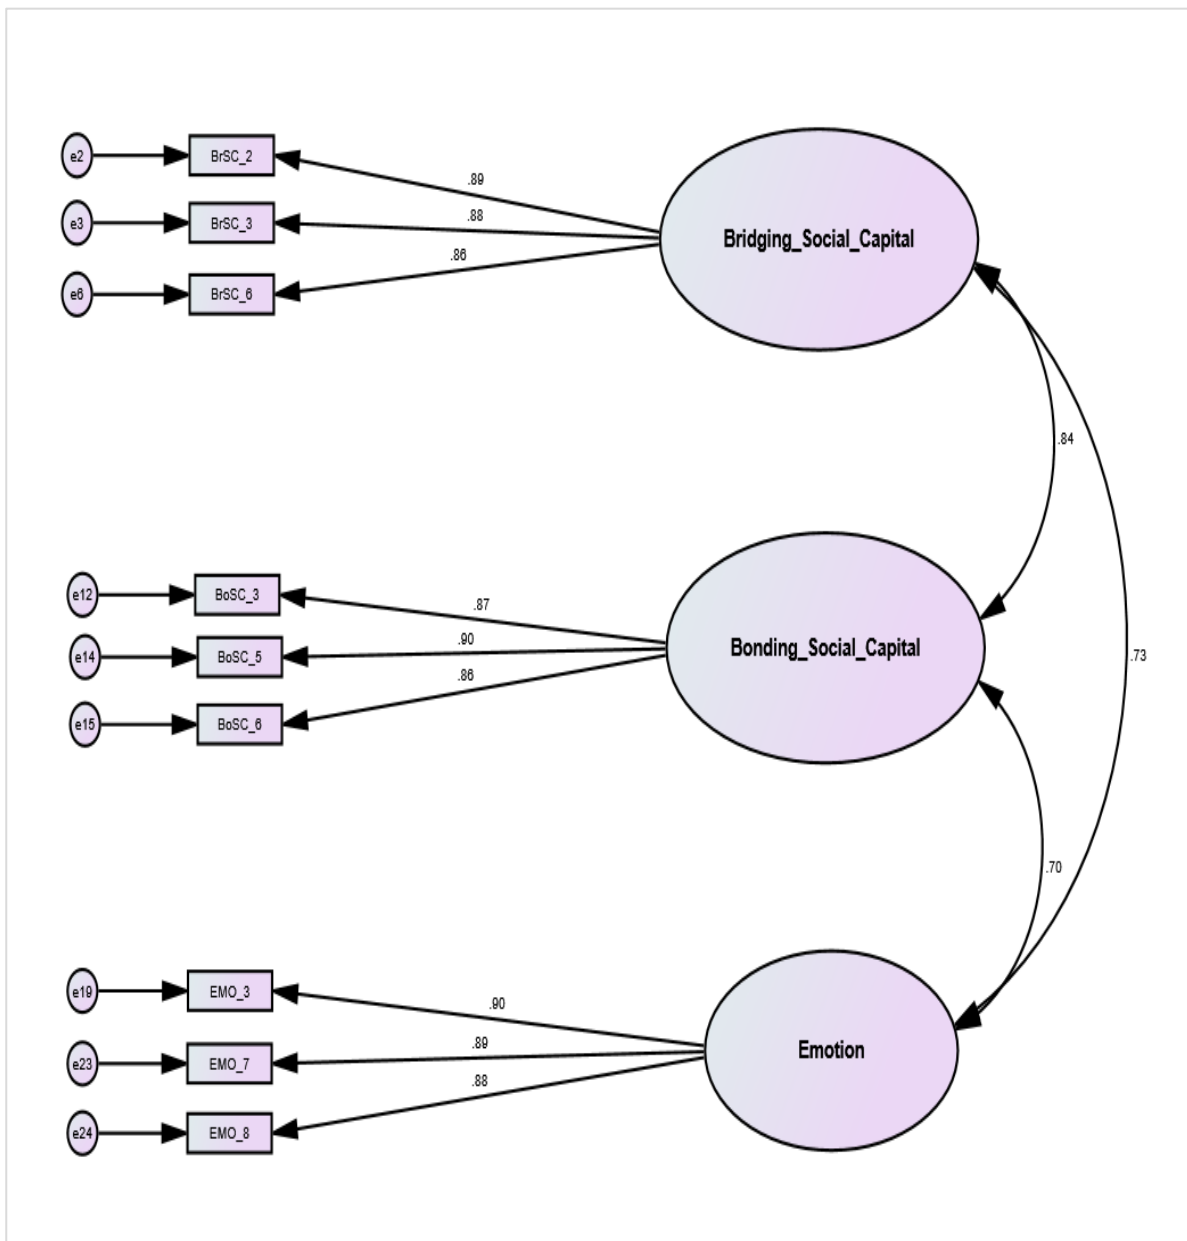 e2 BrSC_2 .89
e3 BrSC_3 .88 Bridging_Social_Capital
e6 BrSC_6 .86
.84
e12 BoSC_3 .87
e14 BoSC_5 .90 Bonding_Social_Capital
e15 BoSC_6 .86
.73
.70
e19 EMO_3 .90
e23 EMO_7 .89 Emotion
e24 EMO_8 .88